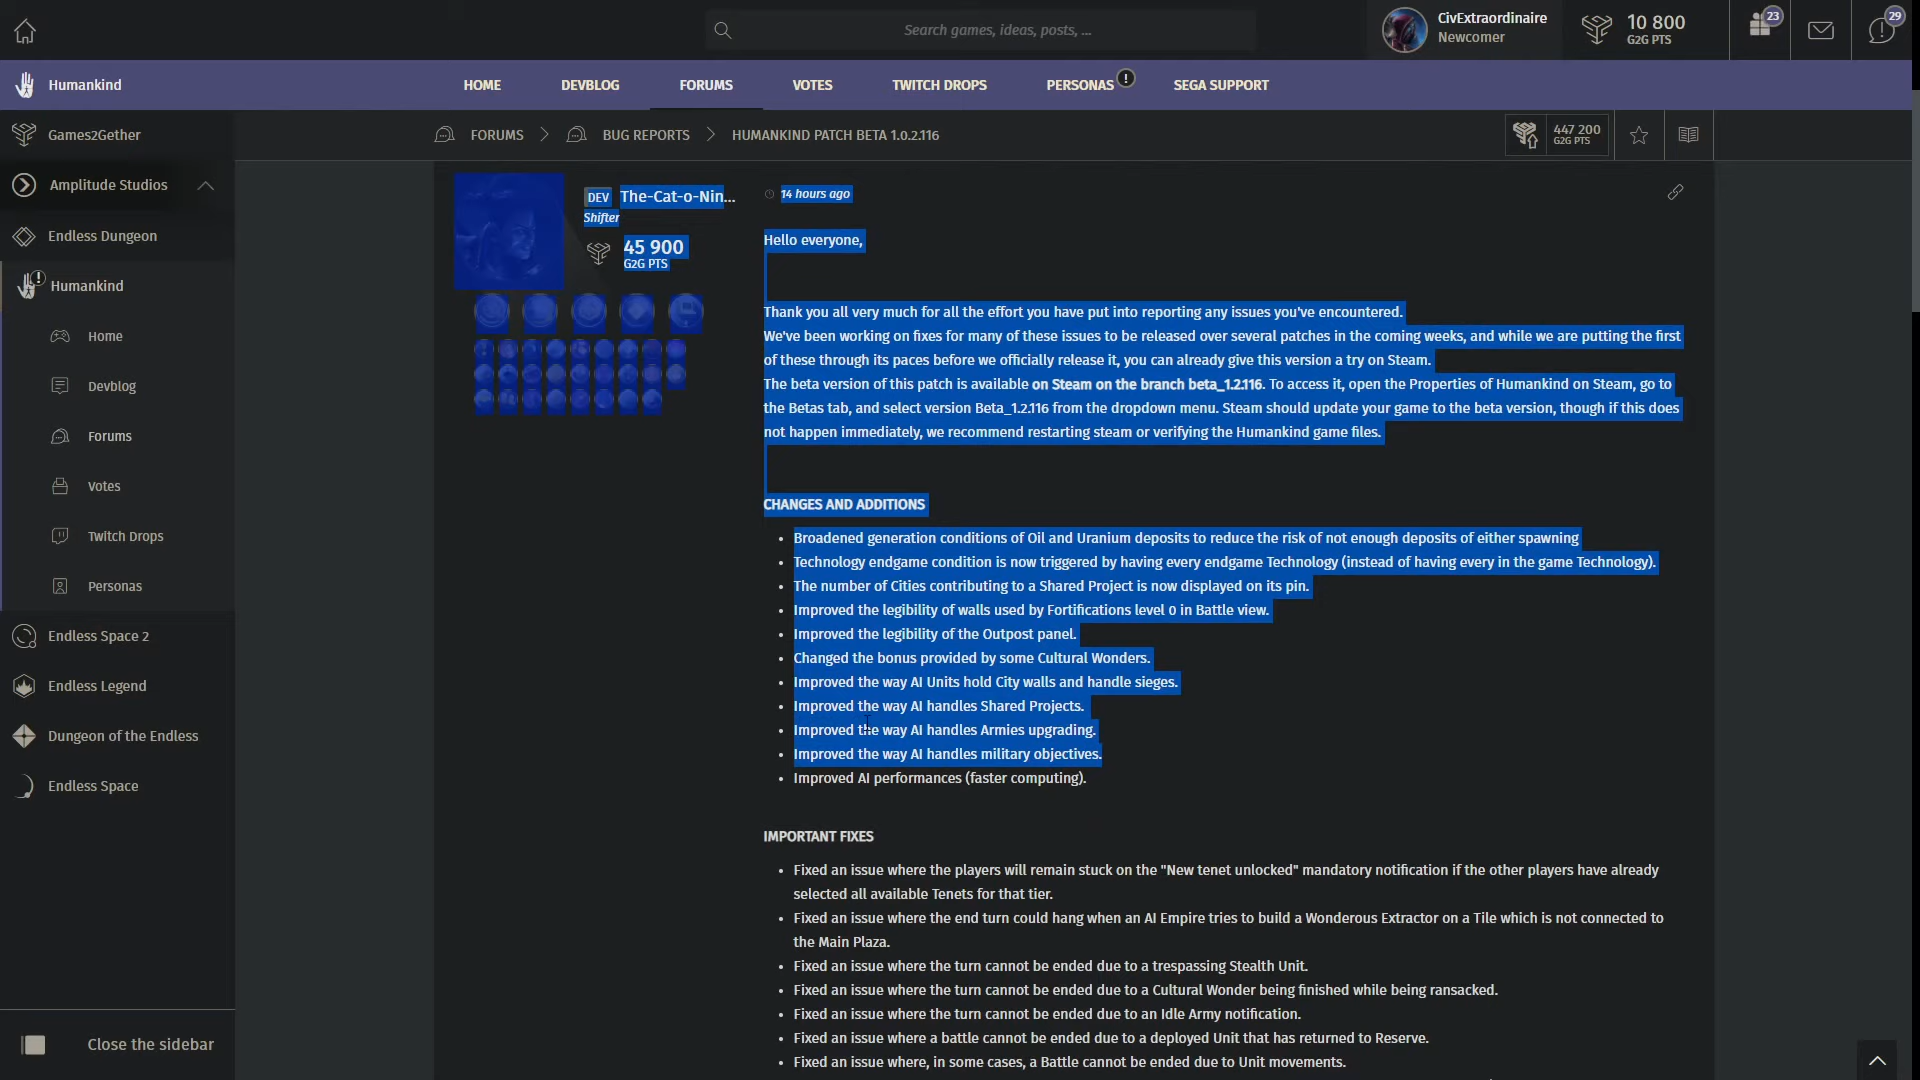 Search games, ideas, posts, ...
CivExtraordinaire
Newcomer
10 800
G2G PTS
23
29
Humankind
HOME
DEVBLOG
FORUMS
VOTES
TWITCH DROPS
PERSONAS
!
SEGA SUPPORT
Games2Gether
Amplitude Studios
Endless Dungeon
!
Humankind
Home
Devblog
Forums
Votes
Twitch Drops
Personas
Endless Space 2
Endless Legend
Dungeon of the Endless
Endless Space
Close the sidebar
FORUMS
BUG REPORTS
HUMANKIND PATCH BETA 1.0.2.116
447 200
G2G PTS
DEV The-Cat-o-Nin...
Shifter
45 900
G2G PTS
14 hours ago
Hello everyone,
Thank you all very much for all the effort you have put into reporting any issues you've encountered.
We've been working on fixes for many of these issues to be released over several patches in the coming weeks, and while we are putting the first
of these through its paces before we officially release it, you can already give this version a try on Steam.
The beta version of this patch is available on Steam on the branch beta_1.2.116. To access it, open the Properties of Humankind on Steam, go to
the Betas tab, and select version Beta_1.2.116 from the dropdown menu. Steam should update your game to the beta version, though if this does
not happen immediately, we recommend restarting steam or verifying the Humankind game files.
CHANGES AND ADDITIONS
• Broadened generation conditions of Oil and Uranium deposits to reduce the risk of not enough deposits of either spawning
• Technology endgame condition is now triggered by having every endgame Technology (instead of having every in the game Technology).
• The number of Cities contributing to a Shared Project is now displayed on its pin.
• Improved the legibility of walls used by Fortifications level 0 in Battle view.
• Improved the legibility of the Outpost panel.
• Changed the bonus provided by some Cultural Wonders.
• Improved the way AI Units hold City walls and handle sieges.
• Improved the way AI handles Shared Projects.
• Improved the way AI handles Armies upgrading.
• Improved the way AI handles military objectives.
• Improved AI performances (faster computing).
IMPORTANT FIXES
• Fixed an issue where the players will remain stuck on the "New tenet unlocked" mandatory notification if the other players have already
selected all available Tenets for that tier.
• Fixed an issue where the end turn could hang when an AI Empire tries to build a Wonderous Extractor on a Tile which is not connected to
the Main Plaza.
• Fixed an issue where the turn cannot be ended due to a trespassing Stealth Unit.
• Fixed an issue where the turn cannot be ended due to a Cultural Wonder being finished while being ransacked.
• Fixed an issue where the turn cannot be ended due to an Idle Army notification.
• Fixed an issue where a battle cannot be ended due to a deployed Unit that has returned to Reserve.
• Fixed an issue where, in some cases, a Battle cannot be ended due to Unit movements.